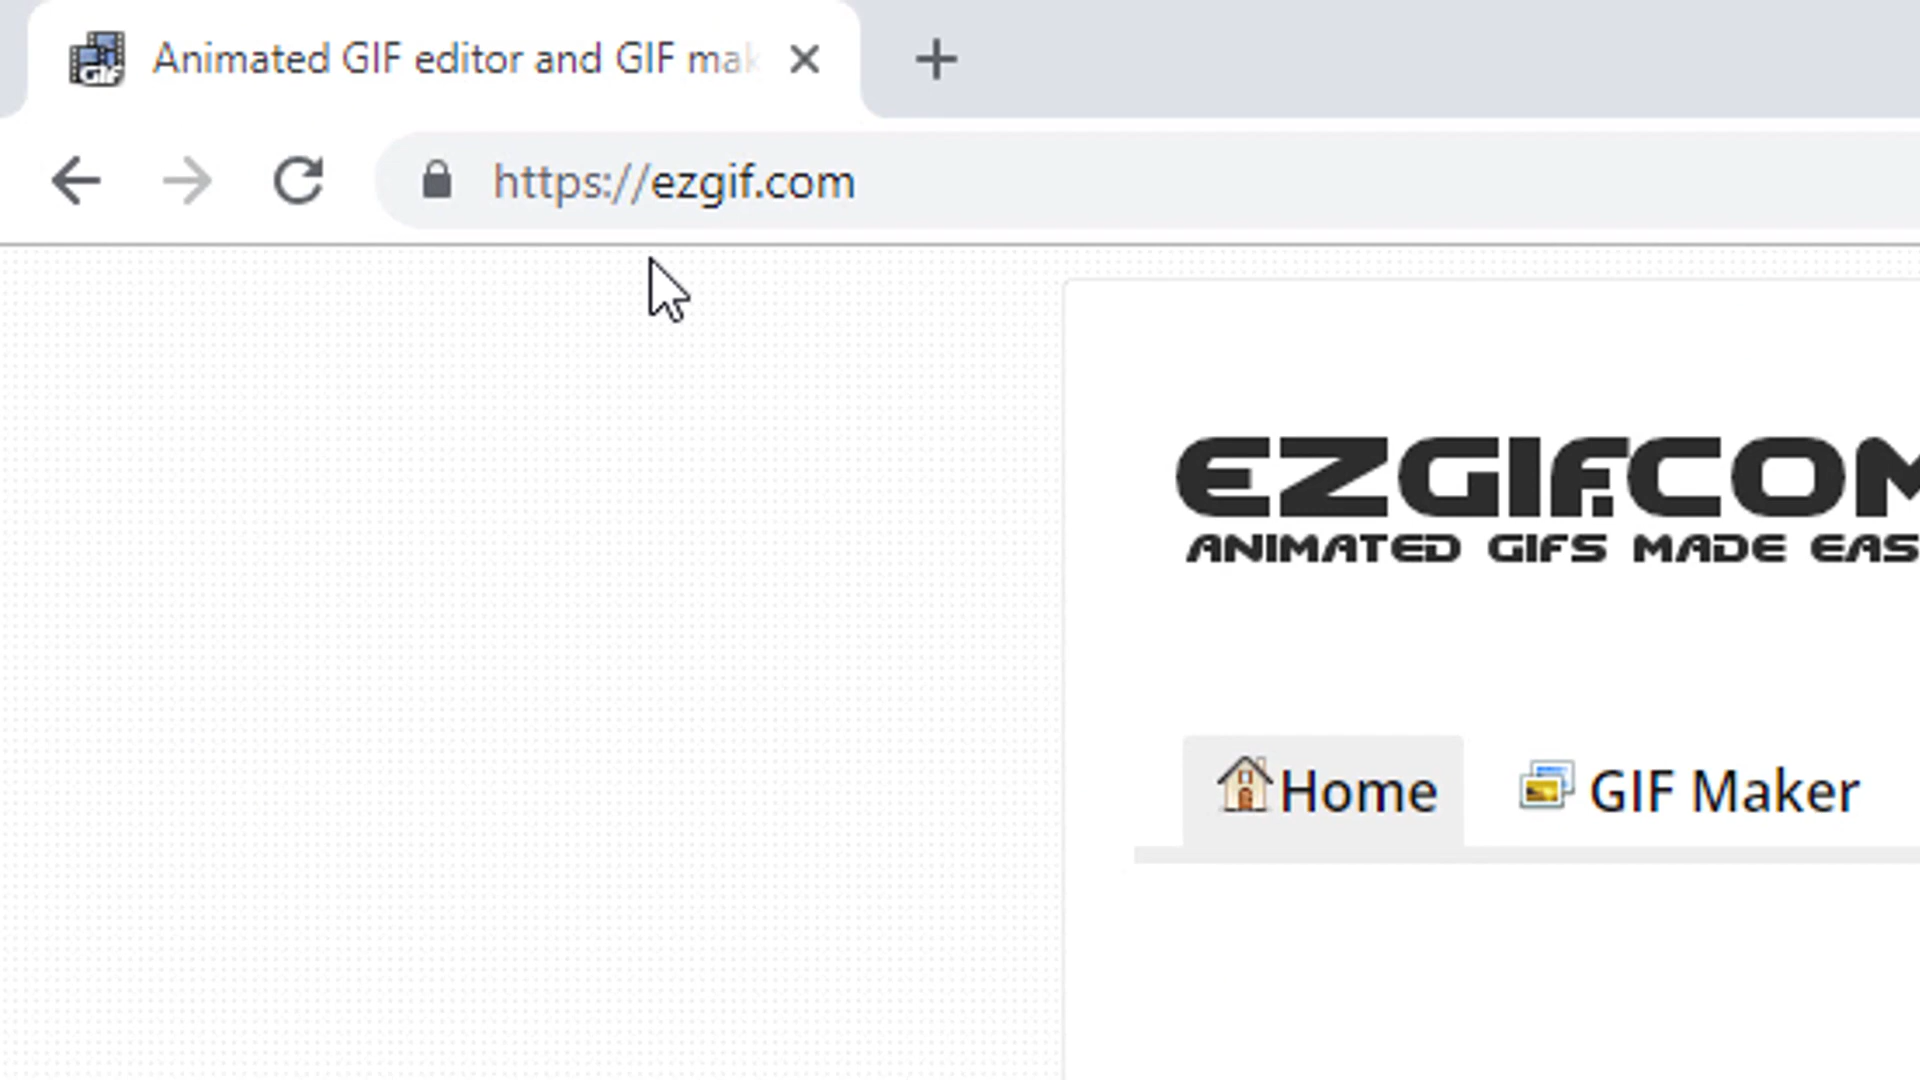 Animated GIF editor and GIF mak
https://ezgif.com
EZGIF.COM
ANIMATED GIFS MADE EAS
Home
GIF Maker